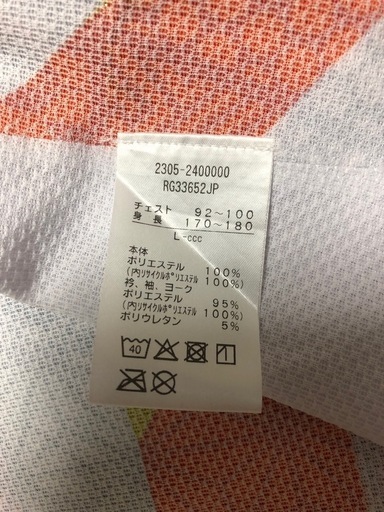 2305-2400000
RG33652JP
チェスト 92～100
身 長 170～180
L-ccc
本体
ポリエステル 100%
(内リサイクルポリエステル 100%)
衿、袖、ヨーク
ポリエステル 95%
(内リサイクルポリエステル 100%)
ポリウレタン 5%
40